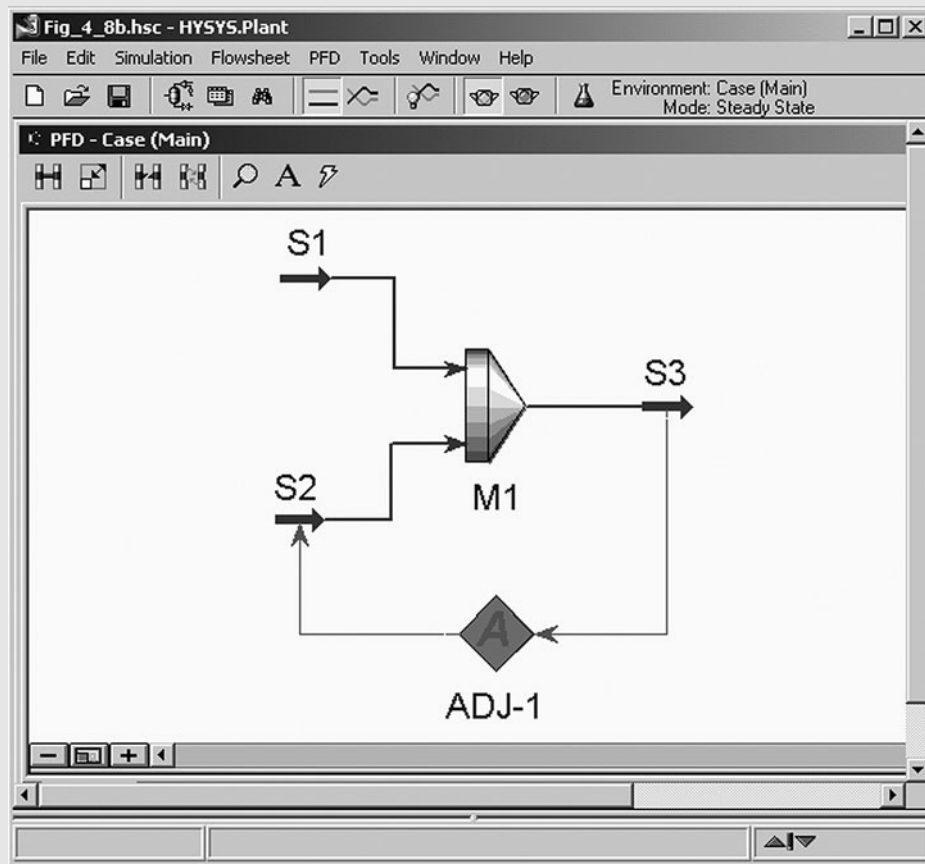 Fig_4_8b.hsc - HYSYS.Plant
File Edit Simulation Flowsheet PFD Tools Window Help
Environment: Case (Main)
Mode: Steady State
PFD - Case (Main)
A
S1
S3
S2
M1
A
ADJ-1